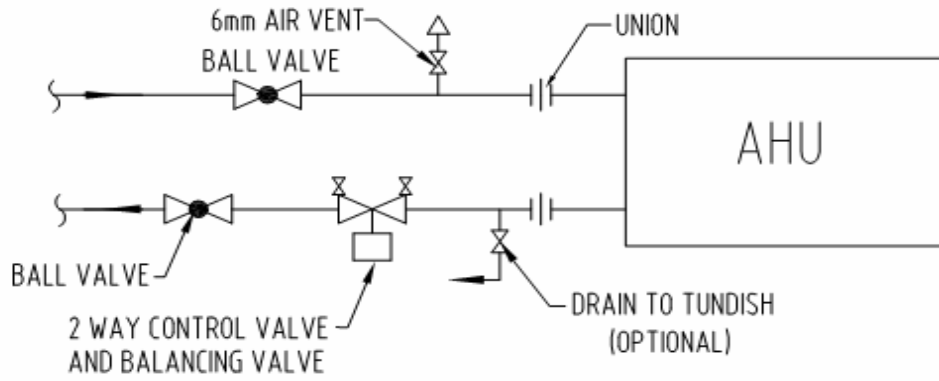 6mm AIR VENT
BALL VALVE
UNION
AHU
BALL VALVE
2 WAY CONTROL VALVE
AND BALANCING VALVE
DRAIN TO TUNDISH
(OPTIONAL)